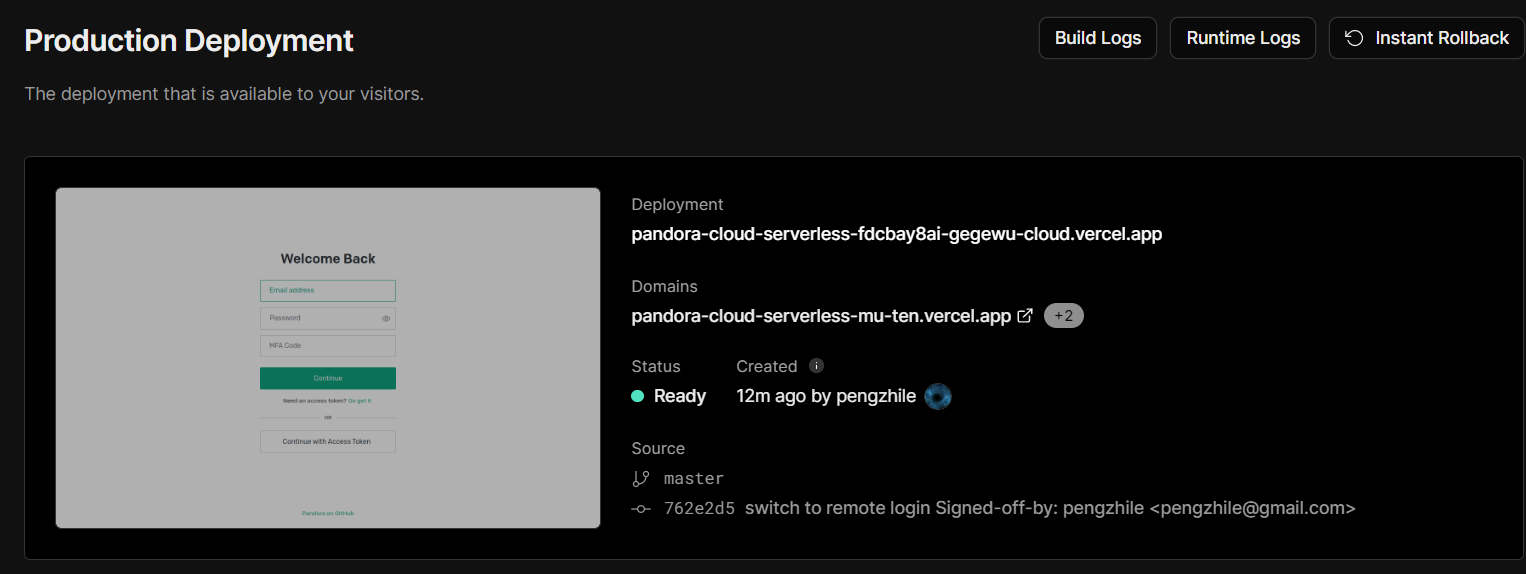 Production Deployment
Build Logs
Runtime Logs
Instant Rollback
The deployment that is available to your visitors.
Welcome Back
Email address
Password
MFA Code
Continue
Need an access token? Go get it
OR
Continue with Access Token
Pandora on GitHub
Deployment
pandora-cloud-serverless-fdcbay8ai-gegewu-cloud.vercel.app
Domains
pandora-cloud-serverless-mu-ten.vercel.app +2
Status
Created
Ready
12m ago by pengzhile
Source
master
762e2d5 switch to remote login Signed-off-by: pengzhile <pengzhile@gmail.com>